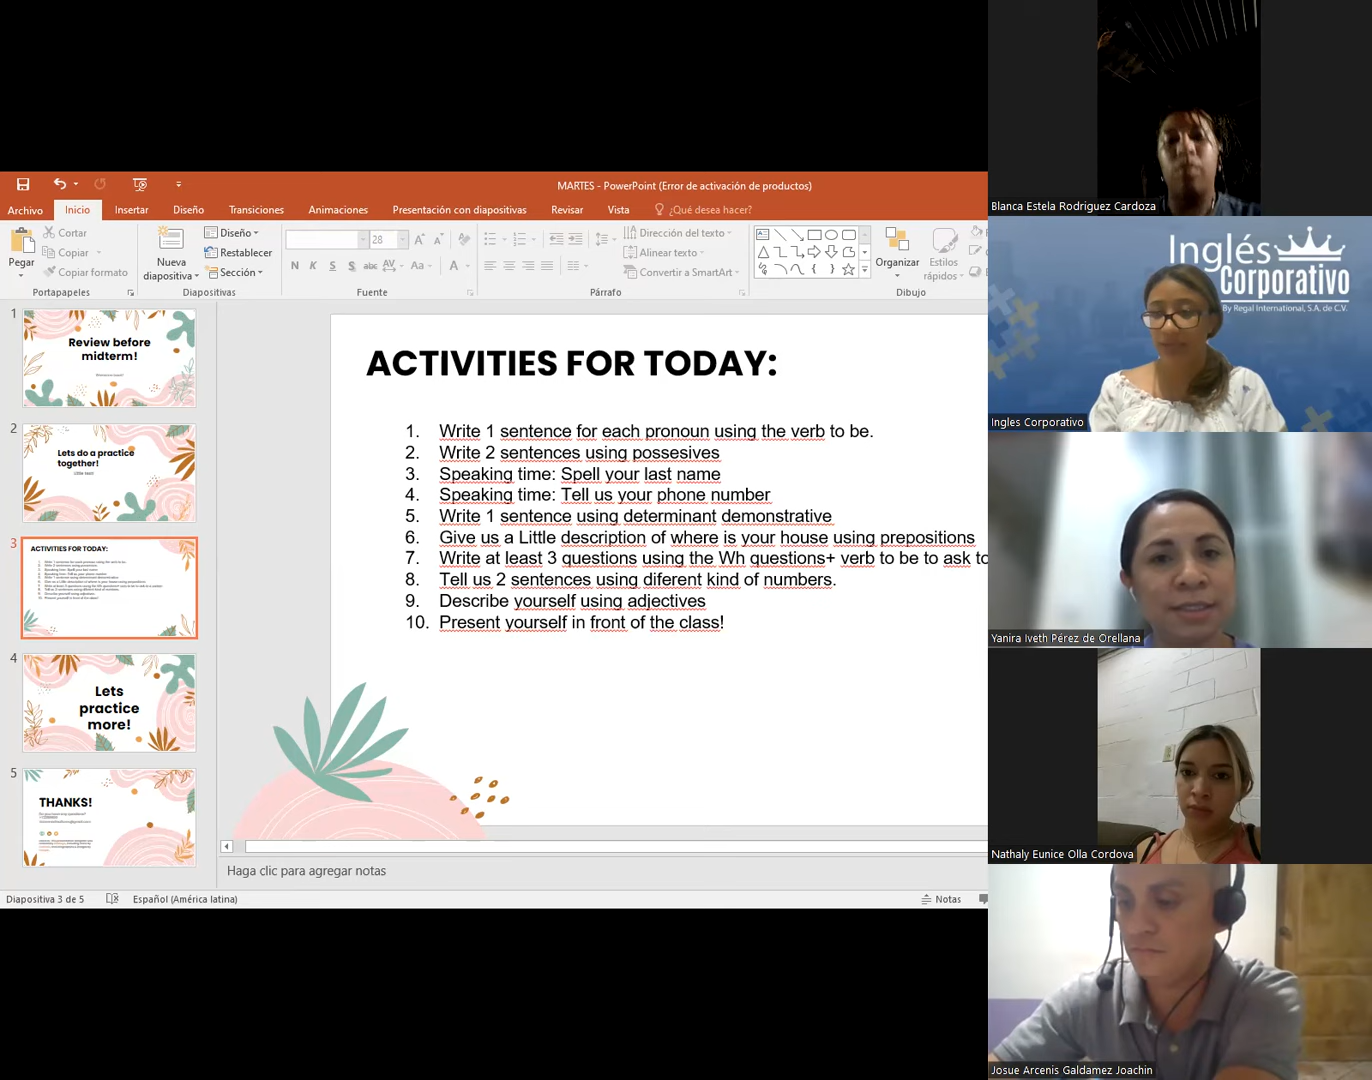 MARTES - PowerPoint (Error de activación de productos)
Archivo Inicio Insertar Diseño Transiciones Animaciones Presentación con diapositivas Revisar Vista ¿Qué desea hacer?
Pegar
Cortar
Copiar
Copiar formato
Portapapeles
Nueva
diapositiva
Diseño
Restablecer
Sección
Diapositivas
28
N K S S abc AV Aa A
Fuente
Dirección del texto
Alinear texto
Convertir a SmartArt
Párrafo
Organizar
Estilos
rápidos
Dibujo
1
Review before
midterm!
2
Lets do a practice
together!
3
ACTIVITIES FOR TODAY:
4
Lets
practice
more!
5
THANKS!
ACTIVITIES FOR TODAY:
1. Write 1 sentence for each pronoun using the verb to be.
2. Write 2 sentences using possesives
3. Speaking time: Spell your last name
4. Speaking time: Tell us your phone number
5. Write 1 sentence using determinant demonstrative
6. Give us a Little description of where is your house using prepositions
7. Write at least 3 questions using the Wh questions+ verb to be to ask to
8. Tell us 2 sentences using diferent kind of numbers.
9. Describe yourself using adjectives
10. Present yourself in front of the class!
Haga clic para agregar notas
Diapositiva 3 de 5 Español (América latina) Notas
Blanca Estela Rodriguez Cardoza
Inglés
Corporativo
By Regal International, S.A. de C.V.
Ingles Corporativo
Yanira Iveth Pérez de Orellana
Nathaly Eunice Olla Cordova
Josue Arcenis Galdamez Joachin